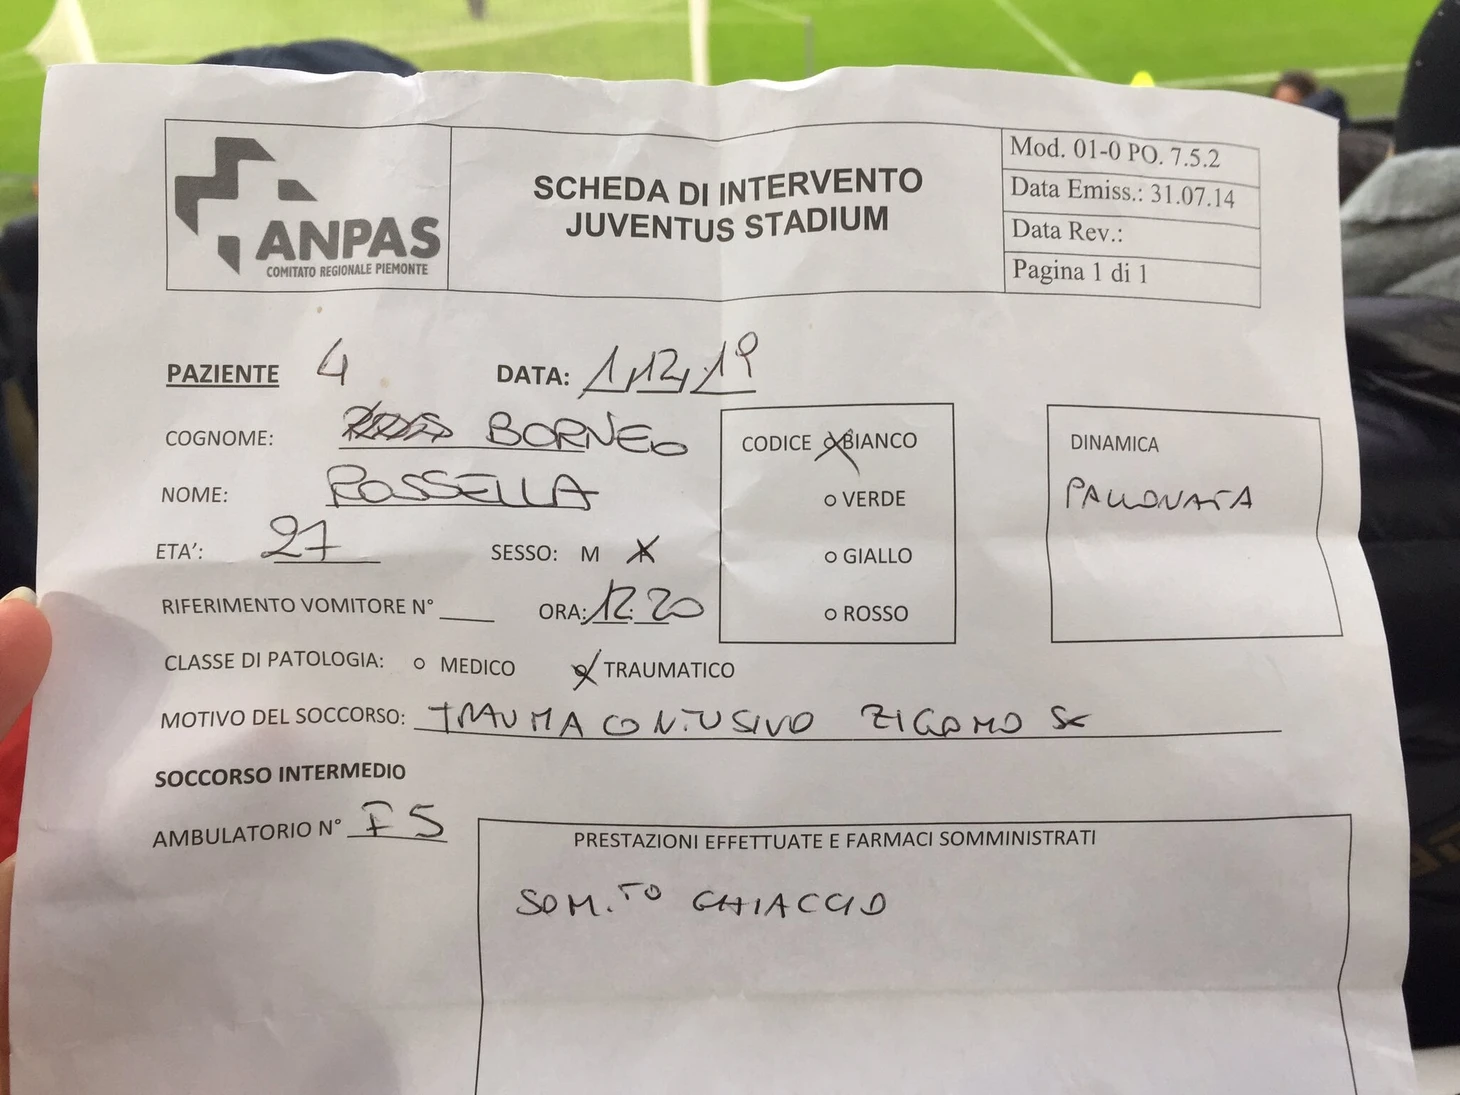 ANPAS
COMITATO REGIONALE PIEMONTE
SCHEDA DI INTERVENTO
JUVENTUS STADIUM
Mod. 01-0 PO. 7.5.2
Data Emiss.: 31.07.14
Data Rev.:
Pagina 1 di 1
PAZIENTE 4 DATA: 1,12,19
COGNOME: BORNEO
NOME: ROSSELLA
ETA': 27 SESSO: M
RIFERIMENTO VOMITORE N° ORA: 12:20
CODICE BIANCO
VERDE
GIALLO
ROSSO
DINAMICA
PALLONATA
CLASSE DI PATOLOGIA: MEDICO TRAUMATICO
MOTIVO DEL SOCCORSO: TRAUMA CONTUSIVO ZIGOMO
SOCCORSO INTERMEDIO
AMBULATORIO N°
PRESTAZIONI EFFETTUATE E FARMACI SOMMINISTRATI
SOM.TO GHIACCIO